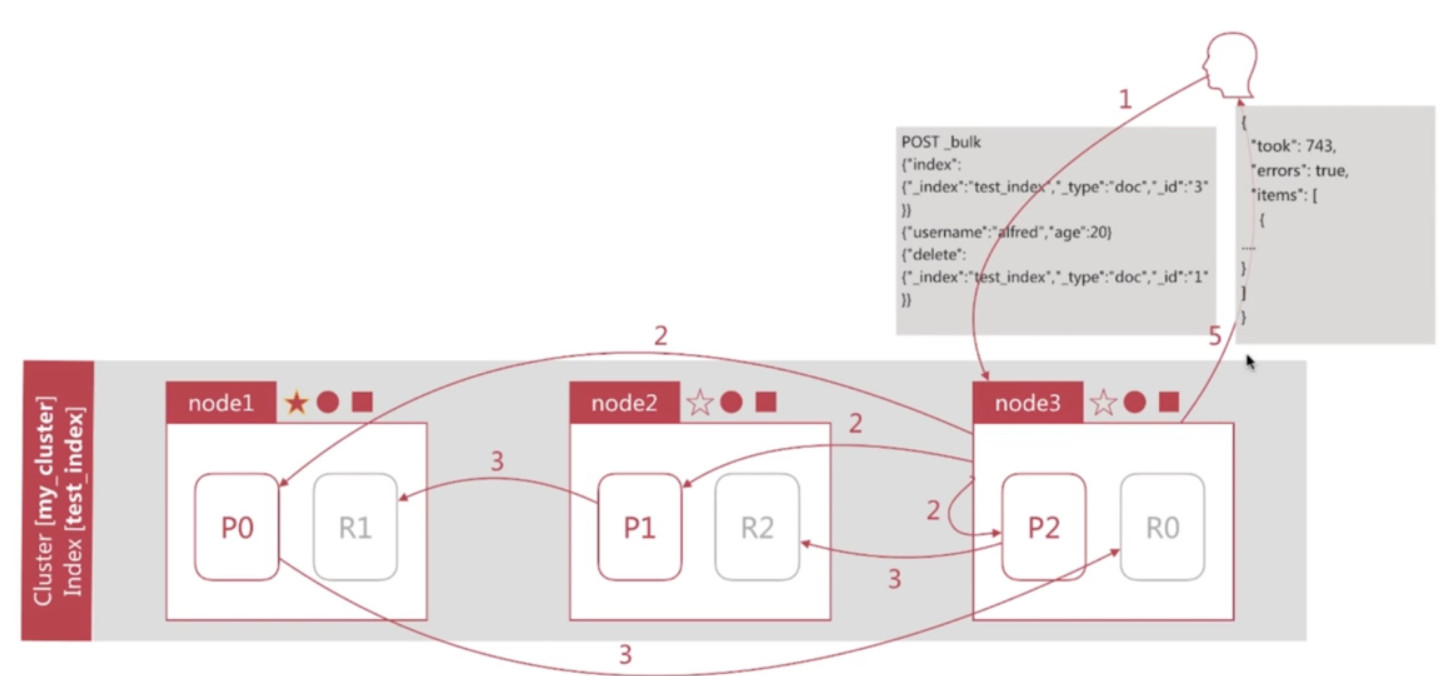 1
POST _bulk
{"index":
{"_index":"test_index","_type":"doc","_id":"3"
}}
{"username":"alfred","age":20}
{"delete":
{"_index":"test_index","_type":"doc","_id":"1"
}}
{
"took": 743,
"errors": true,
"items": [
{
....
}
]
}
5
2
Cluster [my_cluster]
Index [test_index]
node1
node2
node3
2
3
2
P0
R1
P1
R2
P2
R0
3
3